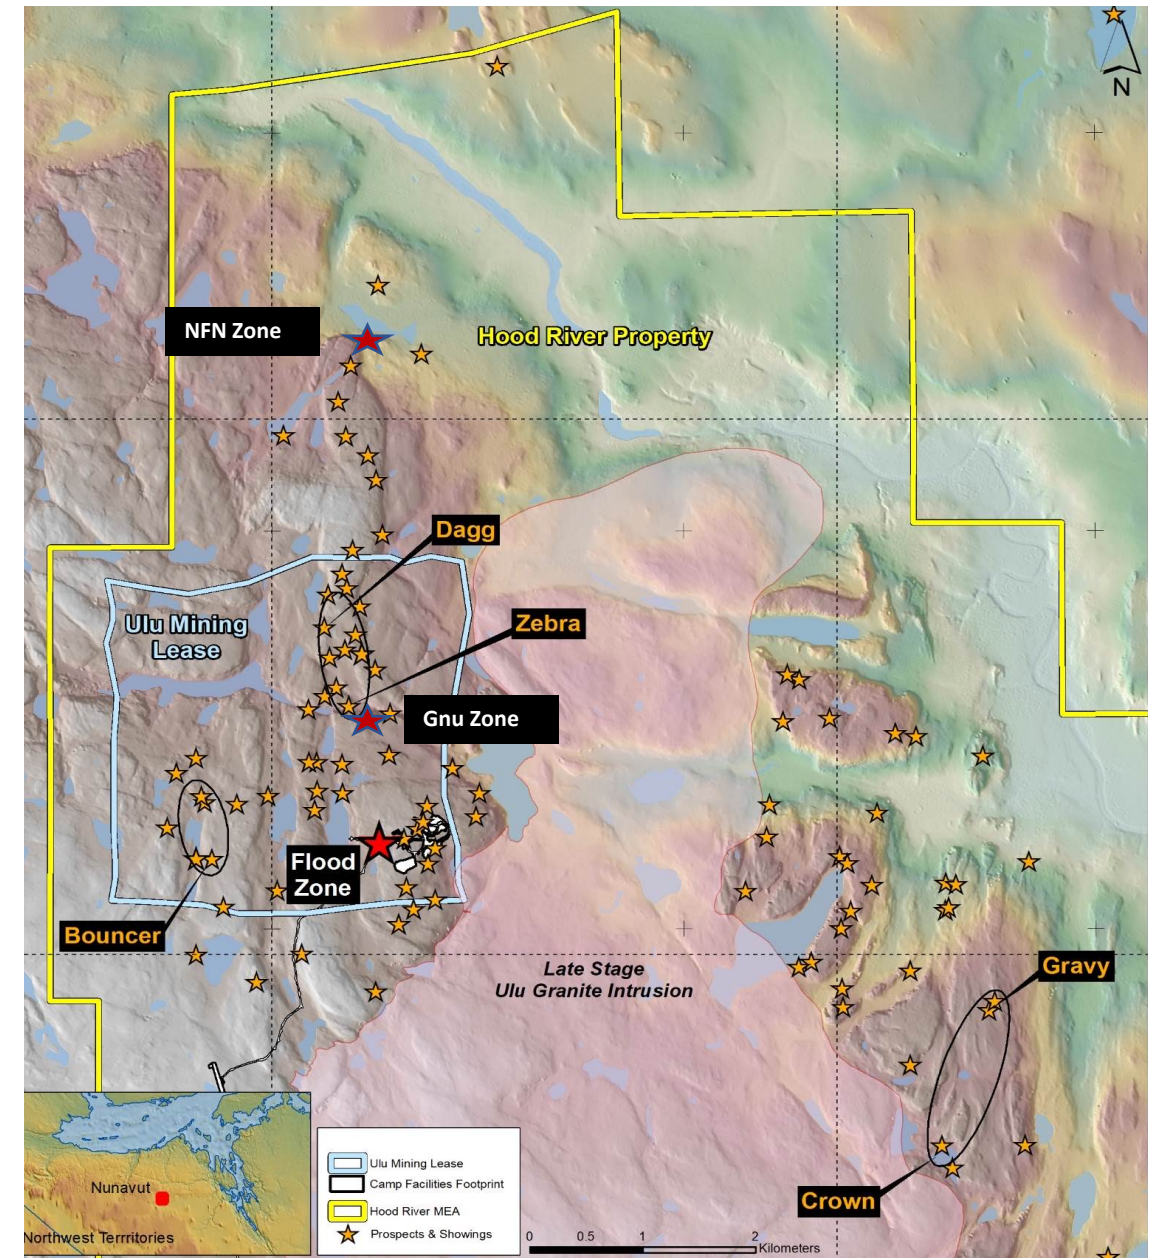 N
NFN Zone
Hood River Property
Dagg
Zebra
Ulu Mining
Lease
Gnu Zone
Flood
Zone
Bouncer
Late Stage
Ulu Granite Intrusion
Gravy
Crown
Nunavut
Northwest Terrritories
Ulu Mining Lease
Camp Facilities Footprint
Hood River MEA
Prospects & Showings
0 0.5 1 2
Kilometers